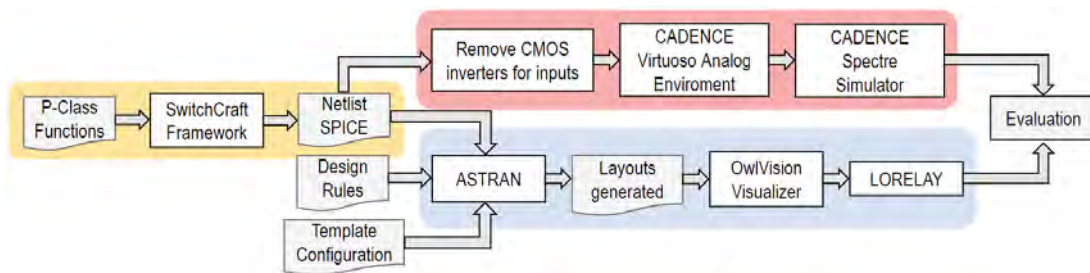 P-Class
Functions
SwitchCraft
Framework
Netlist
SPICE
Remove CMOS
inverters for inputs
CADENCE
Virtuoso Analog
Enviroment
CADENCE
Spectre
Simulator
Evaluation
Design
Rules
Template
Configuration
ASTRAN
Layouts
generated
OwlVision
Visualizer
LORELAY